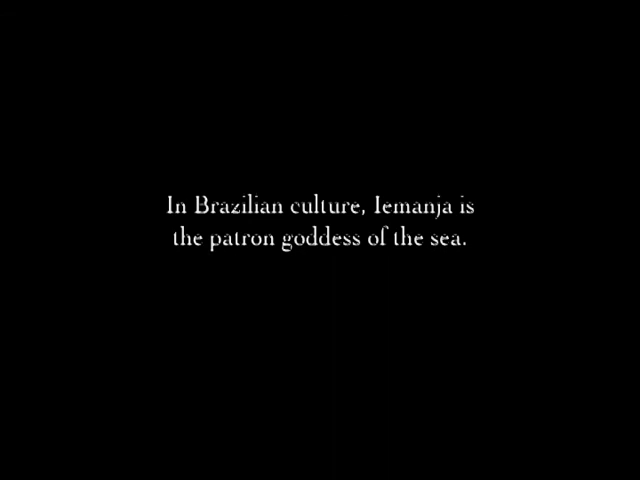 In Brazilian culture, Iemanja is
the patron goddess of the sea.